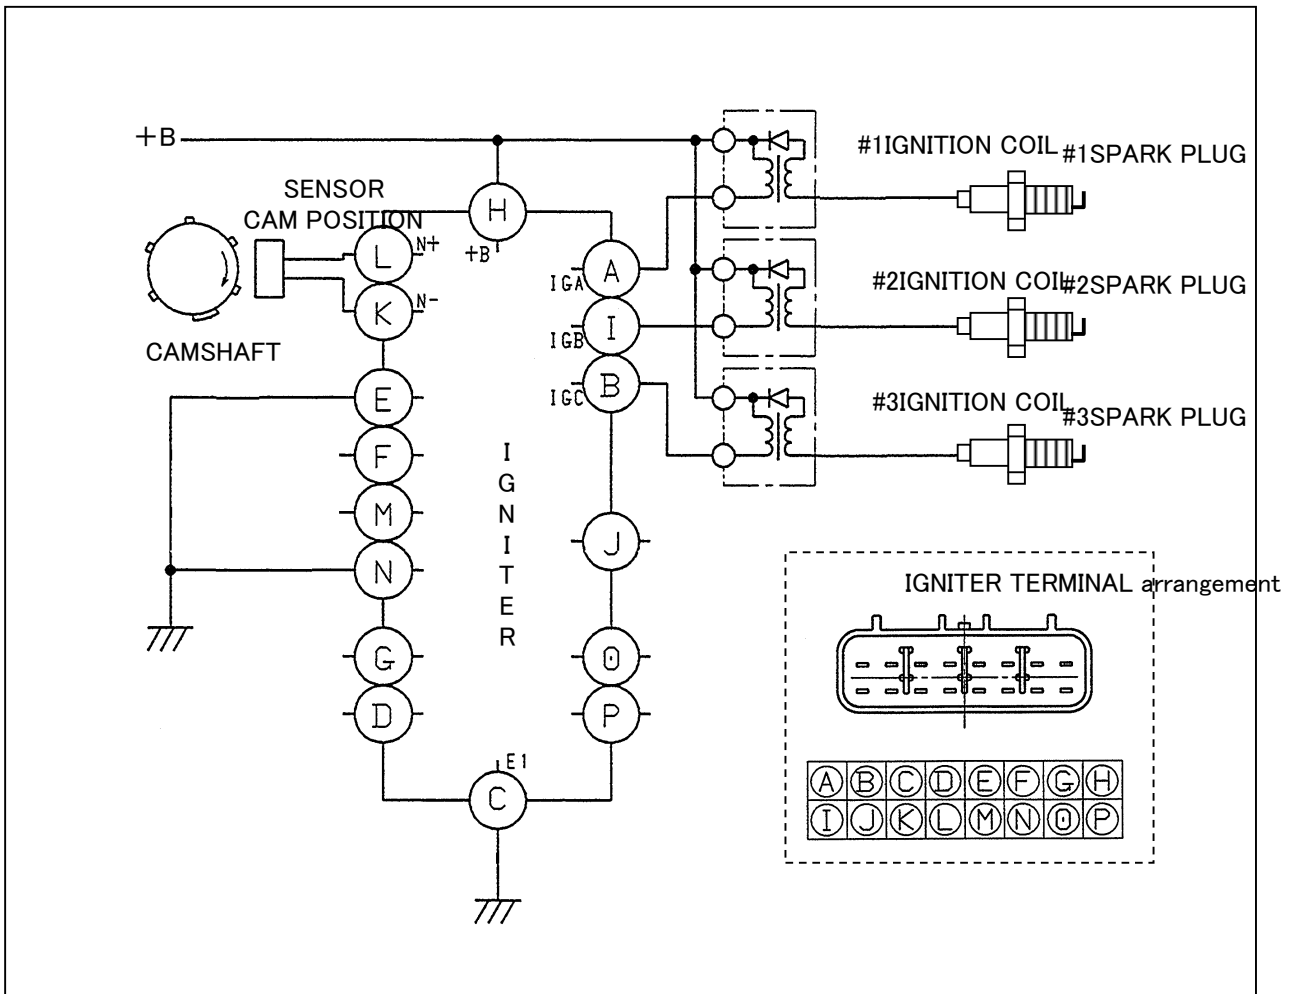 +B
#1IGNITION COIL
#1SPARK PLUG
SENSOR
CAM POSITION
H
+B
L
N+
K
N-
A
IGA
I
IGB
B
IGC
#2IGNITION COIL
#2SPARK PLUG
CAMSHAFT
#3IGNITION COIL
#3SPARK PLUG
E
F
M
N
G
D
IGNITER
J
O
P
E1
C
IGNITER TERMINAL arrangement
A B C D E F G H
I J K L M N O P